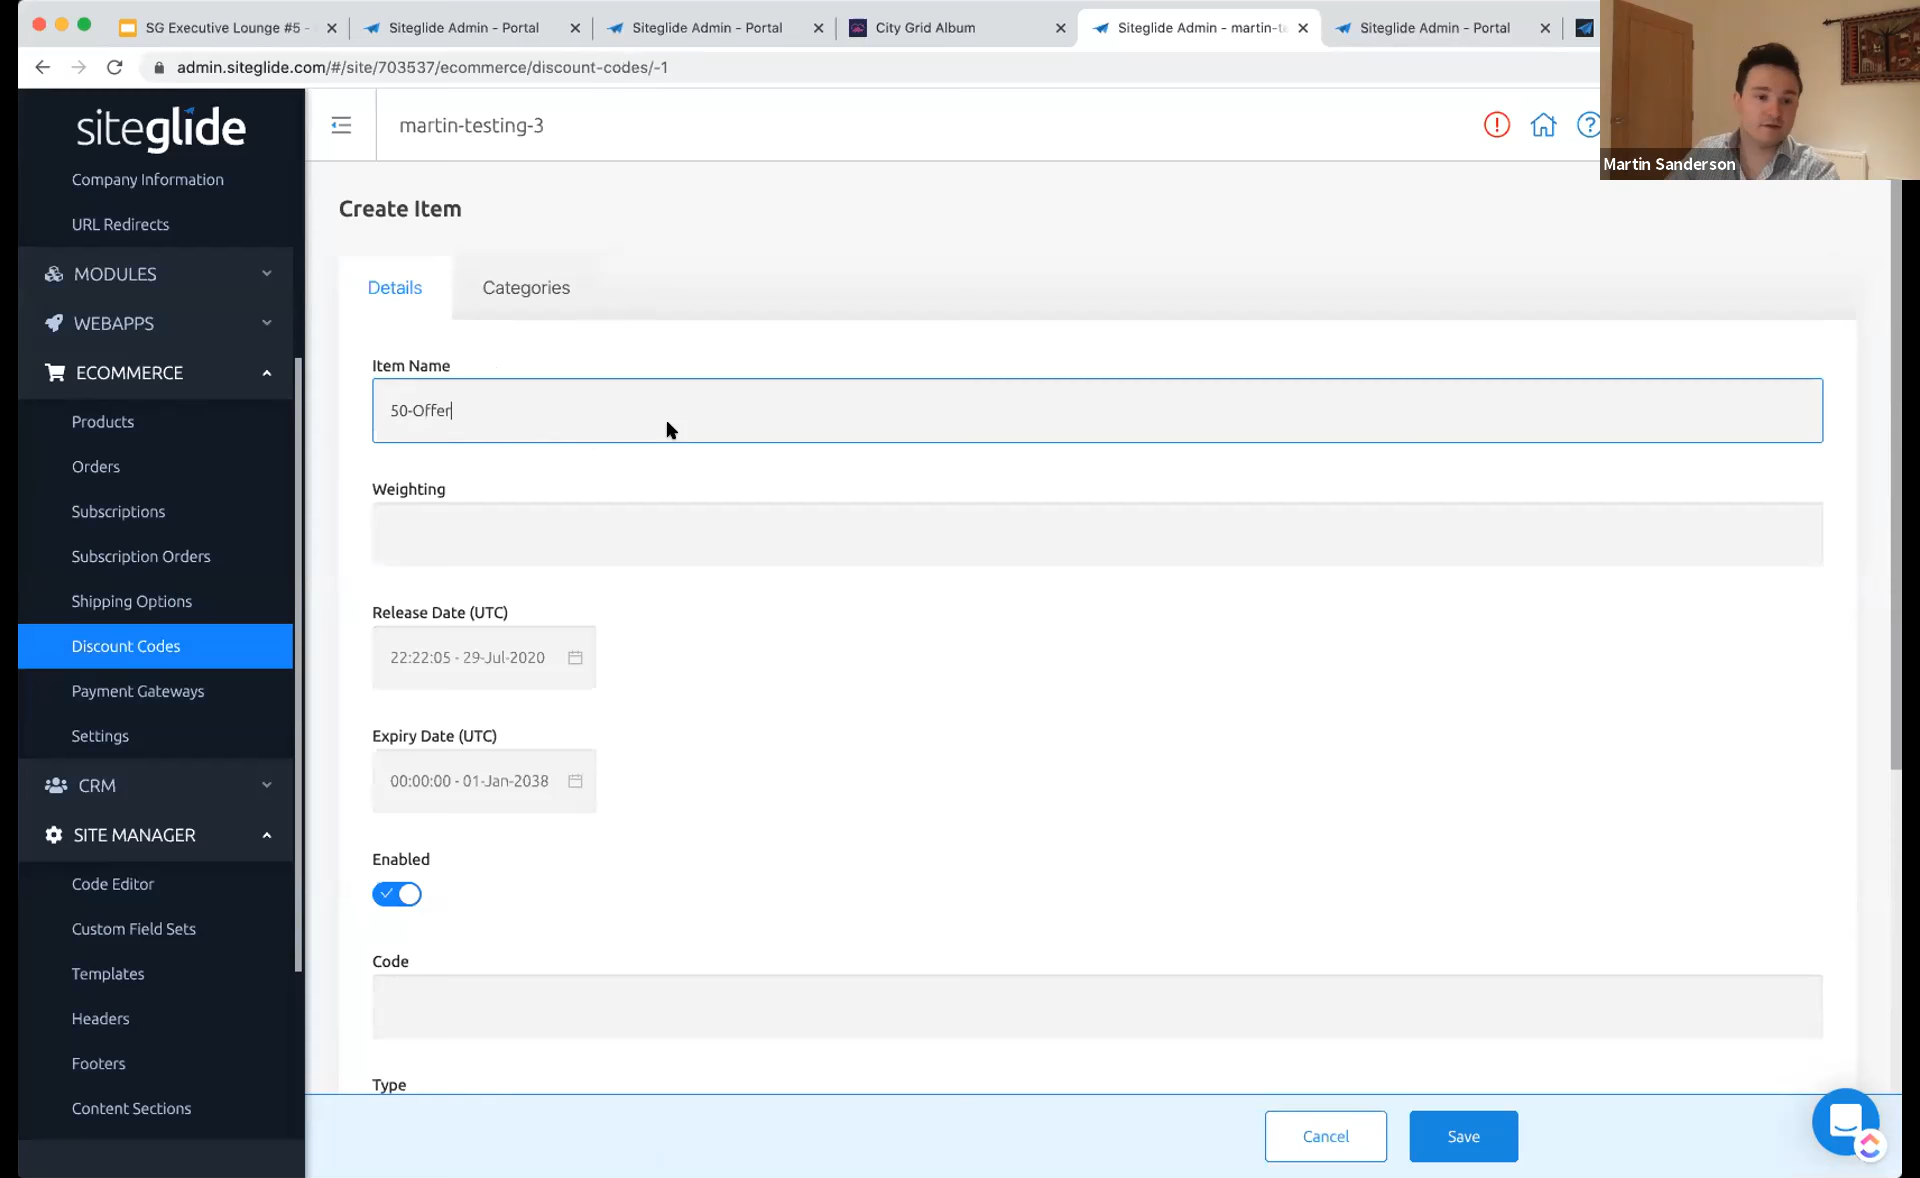 SG Executive Lounge #5 -
Siteglide Admin - Portal
Siteglide Admin - Portal
City Grid Album
Siteglide Admin - martin-te
Siteglide Admin - Portal
admin.siteglide.com/#/site/703537/ecommerce/discount-codes/-1
Martin Sanderson
siteglide
martin-testing-3
Company Information
URL Redirects
MODULES
WEBAPPS
ECOMMERCE
Products
Orders
Subscriptions
Subscription Orders
Shipping Options
Discount Codes
Payment Gateways
Settings
CRM
SITE MANAGER
Code Editor
Custom Field Sets
Templates
Headers
Footers
Content Sections
Create Item
Details
Categories
Item Name
50-Offer
Weighting
Release Date (UTC)
22:22:05 - 29-Jul-2020
Expiry Date (UTC)
00:00:00 - 01-Jan-2038
Enabled
Code
Type
Cancel
Save